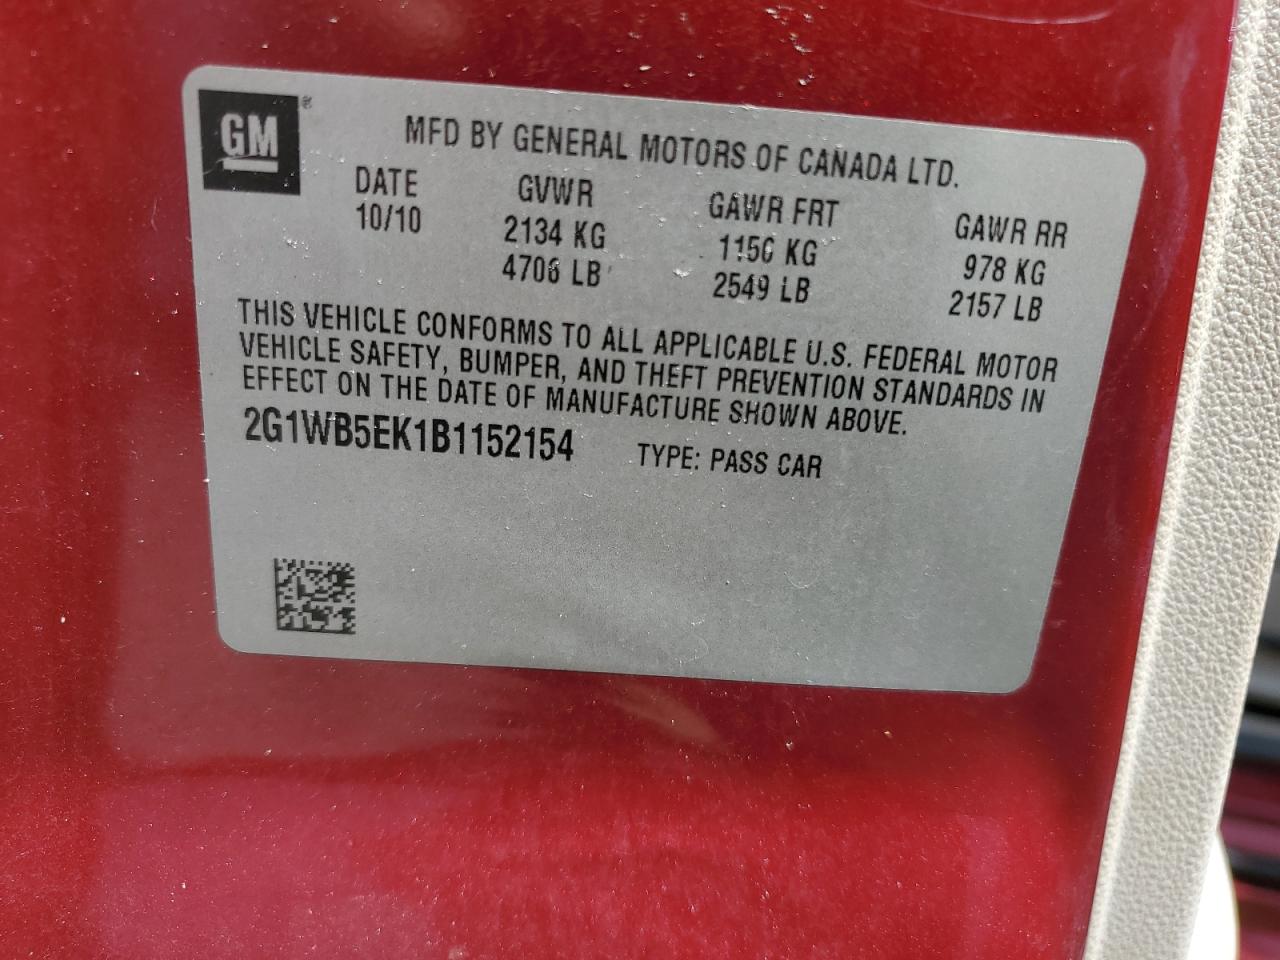 GM®
MFD BY GENERAL MOTORS OF CANADA LTD.
DATE GVWR GAWR FRT GAWR RR
10/10 2134 KG 1156 KG 978 KG
4706 LB 2549 LB 2157 LB
THIS VEHICLE CONFORMS TO ALL APPLICABLE U.S. FEDERAL MOTOR
VEHICLE SAFETY, BUMPER, AND THEFT PREVENTION STANDARDS IN
EFFECT ON THE DATE OF MANUFACTURE SHOWN ABOVE.
2G1WB5EK1B1152154 TYPE: PASS CAR